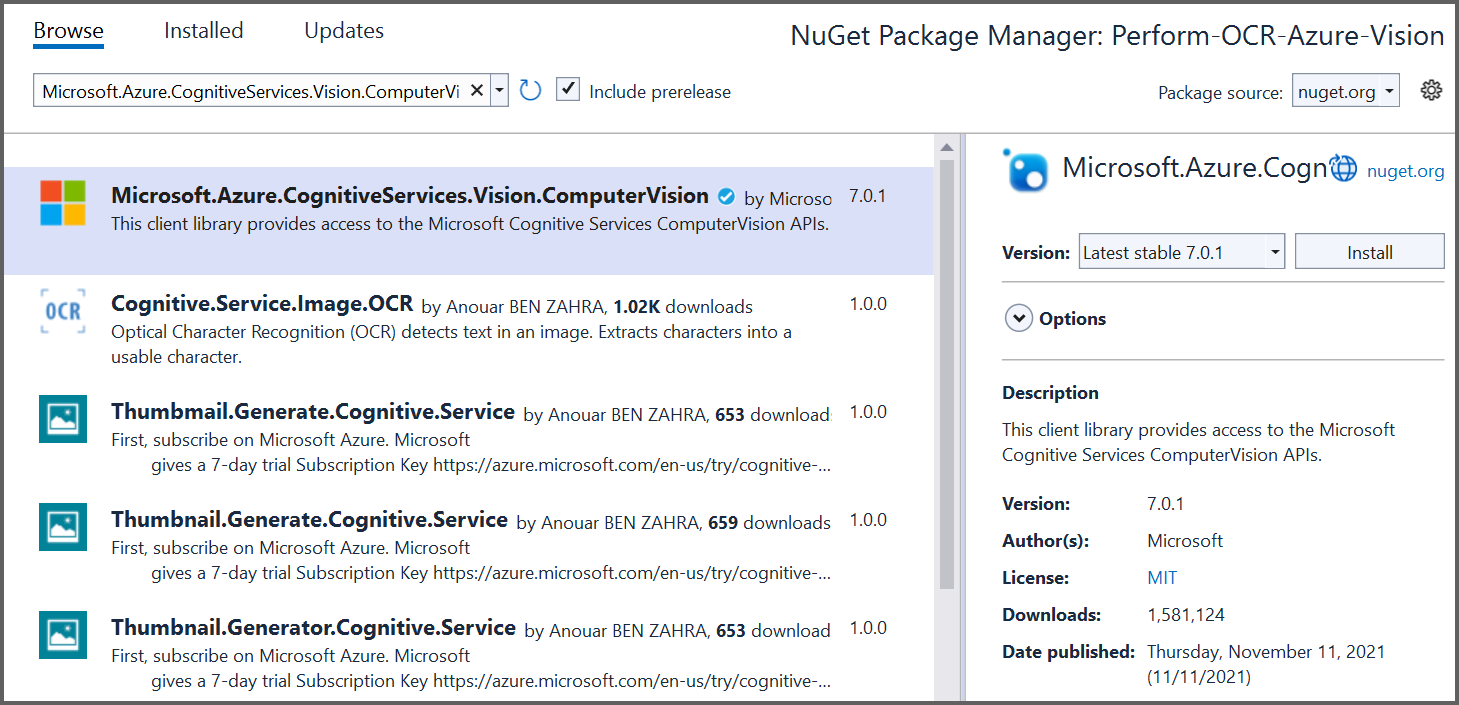 Browse Installed Updates
NuGet Package Manager: Perform-OCR-Azure-Vision
Microsoft.Azure.CognitiveServices.Vision.ComputerVi
Include prerelease
Package source: nuget.org
Microsoft.Azure.CognitiveServices.Vision.ComputerVision by Microso 7.0.1
This client library provides access to the Microsoft Cognitive Services ComputerVision APIs.
OCR
Cognitive.Service.Image.OCR by Anouar BEN ZAHRA, 1.02K downloads 1.0.0
Optical Character Recognition (OCR) detects text in an image. Extracts characters into a
usable character.
Thumbmail.Generate.Cognitive.Service by Anouar BEN ZAHRA, 653 download 1.0.0
First, subscribe on Microsoft Azure. Microsoft
gives a 7-day trial Subscription Key https://azure.microsoft.com/en-us/try/cognitive-...
Thumbnail.Generate.Cognitive.Service by Anouar BEN ZAHRA, 659 downloads 1.0.0
First, subscribe on Microsoft Azure. Microsoft
gives a 7-day trial Subscription Key https://azure.microsoft.com/en-us/try/cognitive-...
Thumbnail.Generator.Cognitive.Service by Anouar BEN ZAHRA, 653 download 1.0.0
First, subscribe on Microsoft Azure. Microsoft
gives a 7-day trial Subscription Key https://azure.microsoft.com/en-us/try/cognitive-...
Microsoft.Azure.Cogn nuget.org
Version: Latest stable 7.0.1 Install
Options
Description
This client library provides access to the Microsoft
Cognitive Services ComputerVision APIs.
Version: 7.0.1
Author(s): Microsoft
License: MIT
Downloads: 1,581,124
Date published: Thursday, November 11, 2021
(11/11/2021)